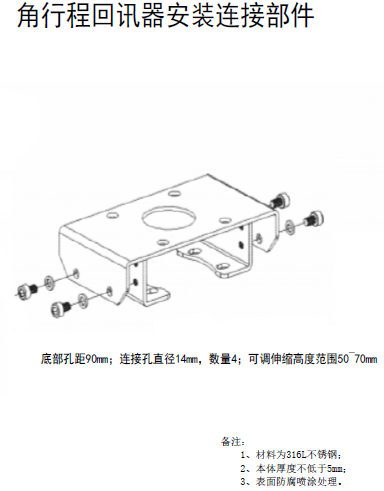 角行程回讯器安装连接部件
底部孔距90mm；连接孔直径14mm，数量4；可调伸缩高度范围50~70mm
备注：
1、材料为316L不锈钢；
2、本体厚度不低于5mm；
3、表面防腐喷涂处理。